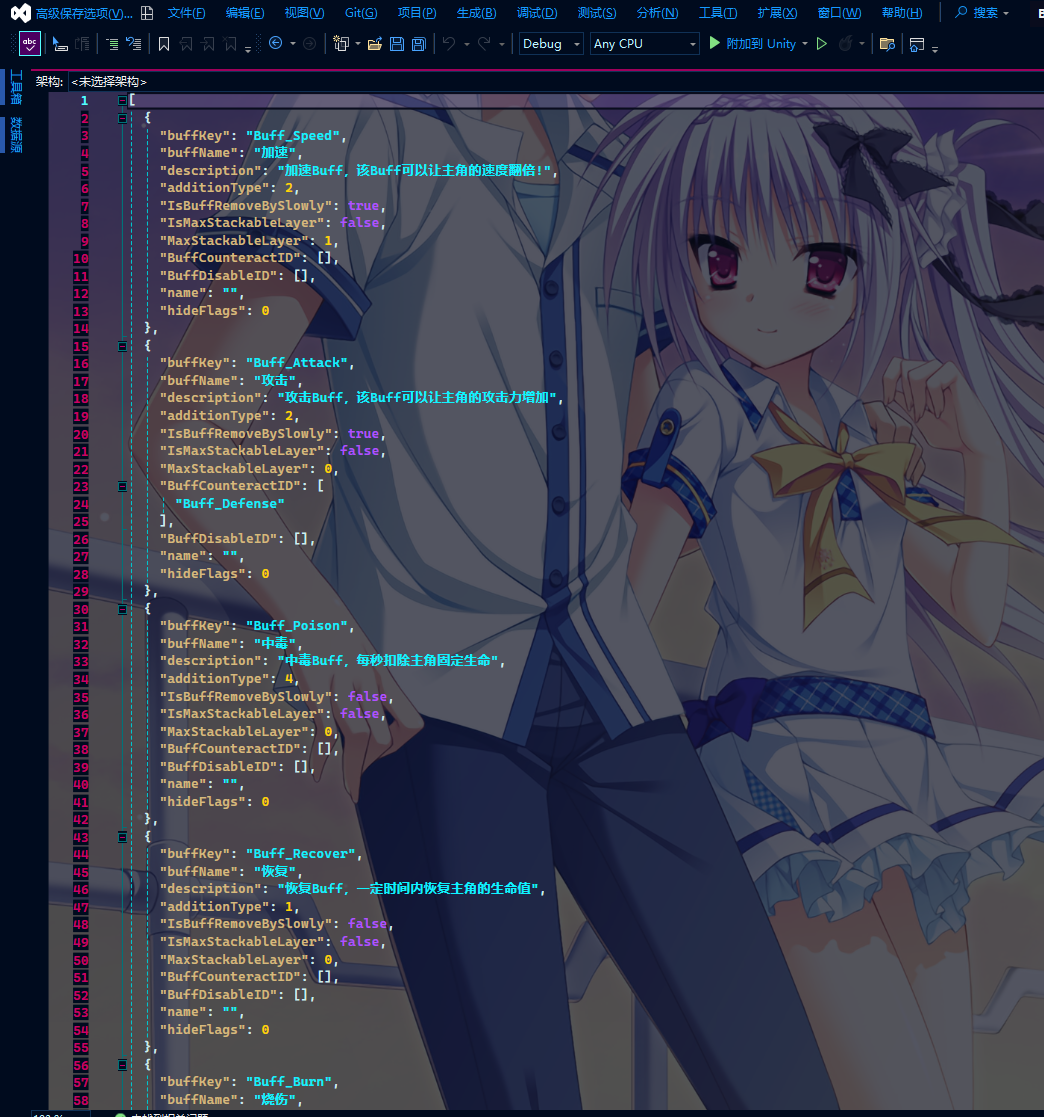 高级保存选项(V)... 文件(F) 编辑(E) 视图(V) Git(G) 项目(P) 生成(B) 调试(D) 测试(S) 分析(N) 工具(T) 扩展(X) 窗口(W) 帮助(H) 搜索
abc Debug Any CPU 附加到 Unity
工具箱
数据源
架构: <未选择架构>
1 [
2 {
3 "buffKey": "Buff_Speed",
4 "buffName": "加速",
5 "description": "加速Buff, 该Buff可以让主角的速度翻倍!",
6 "additionType": 2,
7 "IsBuffRemoveBySlowly": true,
8 "IsMaxStackableLayer": false,
9 "MaxStackableLayer": 1,
10 "BuffCounteractID": [],
11 "BuffDisableID": [],
12 "name": "",
13 "hideFlags": 0
14 },
15 {
16 "buffKey": "Buff_Attack",
17 "buffName": "攻击",
18 "description": "攻击Buff, 该Buff可以让主角的攻击力增加",
19 "additionType": 2,
20 "IsBuffRemoveBySlowly": true,
21 "IsMaxStackableLayer": false,
22 "MaxStackableLayer": 0,
23 "BuffCounteractID": [
24 "Buff_Defense"
25 ],
26 "BuffDisableID": [],
27 "name": "",
28 "hideFlags": 0
29 },
30 {
31 "buffKey": "Buff_Poison",
32 "buffName": "中毒",
33 "description": "中毒Buff, 每秒扣除主角固定生命",
34 "additionType": 4,
35 "IsBuffRemoveBySlowly": false,
36 "IsMaxStackableLayer": false,
37 "MaxStackableLayer": 0,
38 "BuffCounteractID": [],
39 "BuffDisableID": [],
40 "name": "",
41 "hideFlags": 0
42 },
43 {
44 "buffKey": "Buff_Recover",
45 "buffName": "恢复",
46 "description": "恢复Buff, 一定时间内恢复主角的生命值",
47 "additionType": 1,
48 "IsBuffRemoveBySlowly": false,
49 "IsMaxStackableLayer": false,
50 "MaxStackableLayer": 0,
51 "BuffCounteractID": [],
52 "BuffDisableID": [],
53 "name": "",
54 "hideFlags": 0
55 },
56 {
57 "buffKey": "Buff_Burn",
58 "buffName": "烧伤",